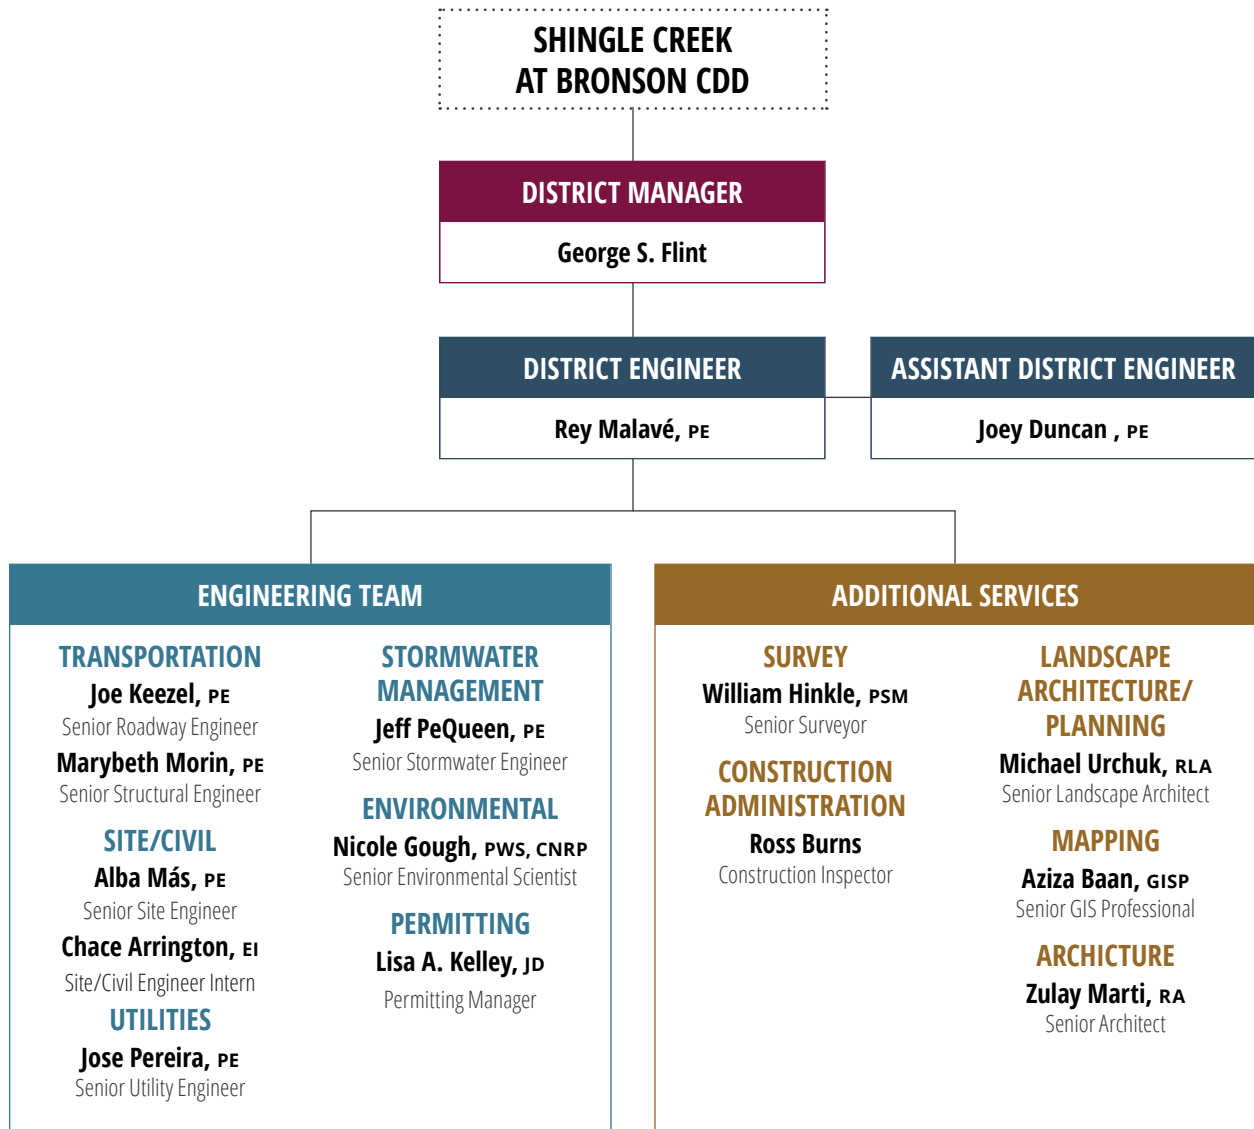 SHINGLE CREEK
AT BRONSON CDD
DISTRICT MANAGER
George S. Flint
DISTRICT ENGINEER
Rey Malavé, PE
ASSISTANT DISTRICT ENGINEER
Joey Duncan , PE
ENGINEERING TEAM
TRANSPORTATION
Joe Keezel, PE
Senior Roadway Engineer
Marybeth Morin, PE
Senior Structural Engineer
SITE/CIVIL
Alba Más, PE
Senior Site Engineer
Chace Arrington, EI
Site/Civil Engineer Intern
UTILITIES
Jose Pereira, PE
Senior Utility Engineer
STORMWATER
MANAGEMENT
Jeff PeQueen, PE
Senior Stormwater Engineer
ENVIRONMENTAL
Nicole Gough, PWS, CNRP
Senior Environmental Scientist
PERMITTING
Lisa A. Kelley, JD
Permitting Manager
ADDITIONAL SERVICES
SURVEY
William Hinkle, PSM
Senior Surveyor
CONSTRUCTION
ADMINISTRATION
Ross Burns
Construction Inspector
LANDSCAPE
ARCHITECTURE/
PLANNING
Michael Urchuk, RLA
Senior Landscape Architect
MAPPING
Aziza Baan, GISP
Senior GIS Professional
ARCHICTURE
Zulay Marti, RA
Senior Architect